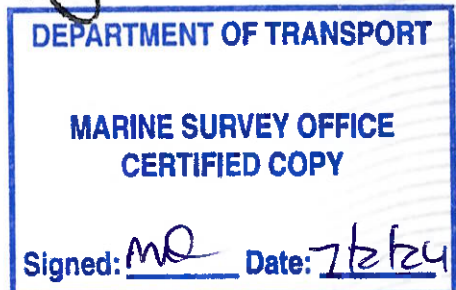 DEPARTMENT OF TRANSPORT
MARINE SURVEY OFFICE
CERTIFIED COPY
Signed: Date: 7/2/24